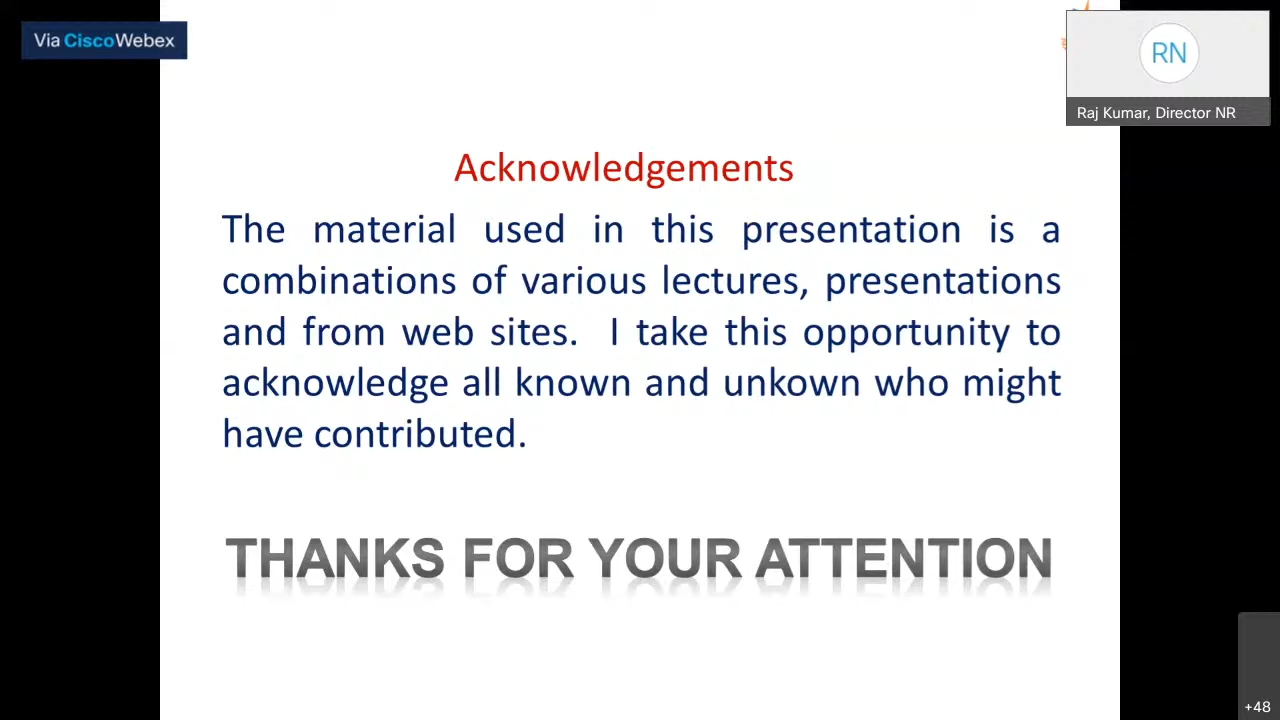 Via CiscoWebex
RN
Raj Kumar, Director NR
Acknowledgements
The material used in this presentation is a
combinations of various lectures, presentations
and from web sites. I take this opportunity to
acknowledge all known and unkown who might
have contributed.
THANKS FOR YOUR ATTENTION
+48